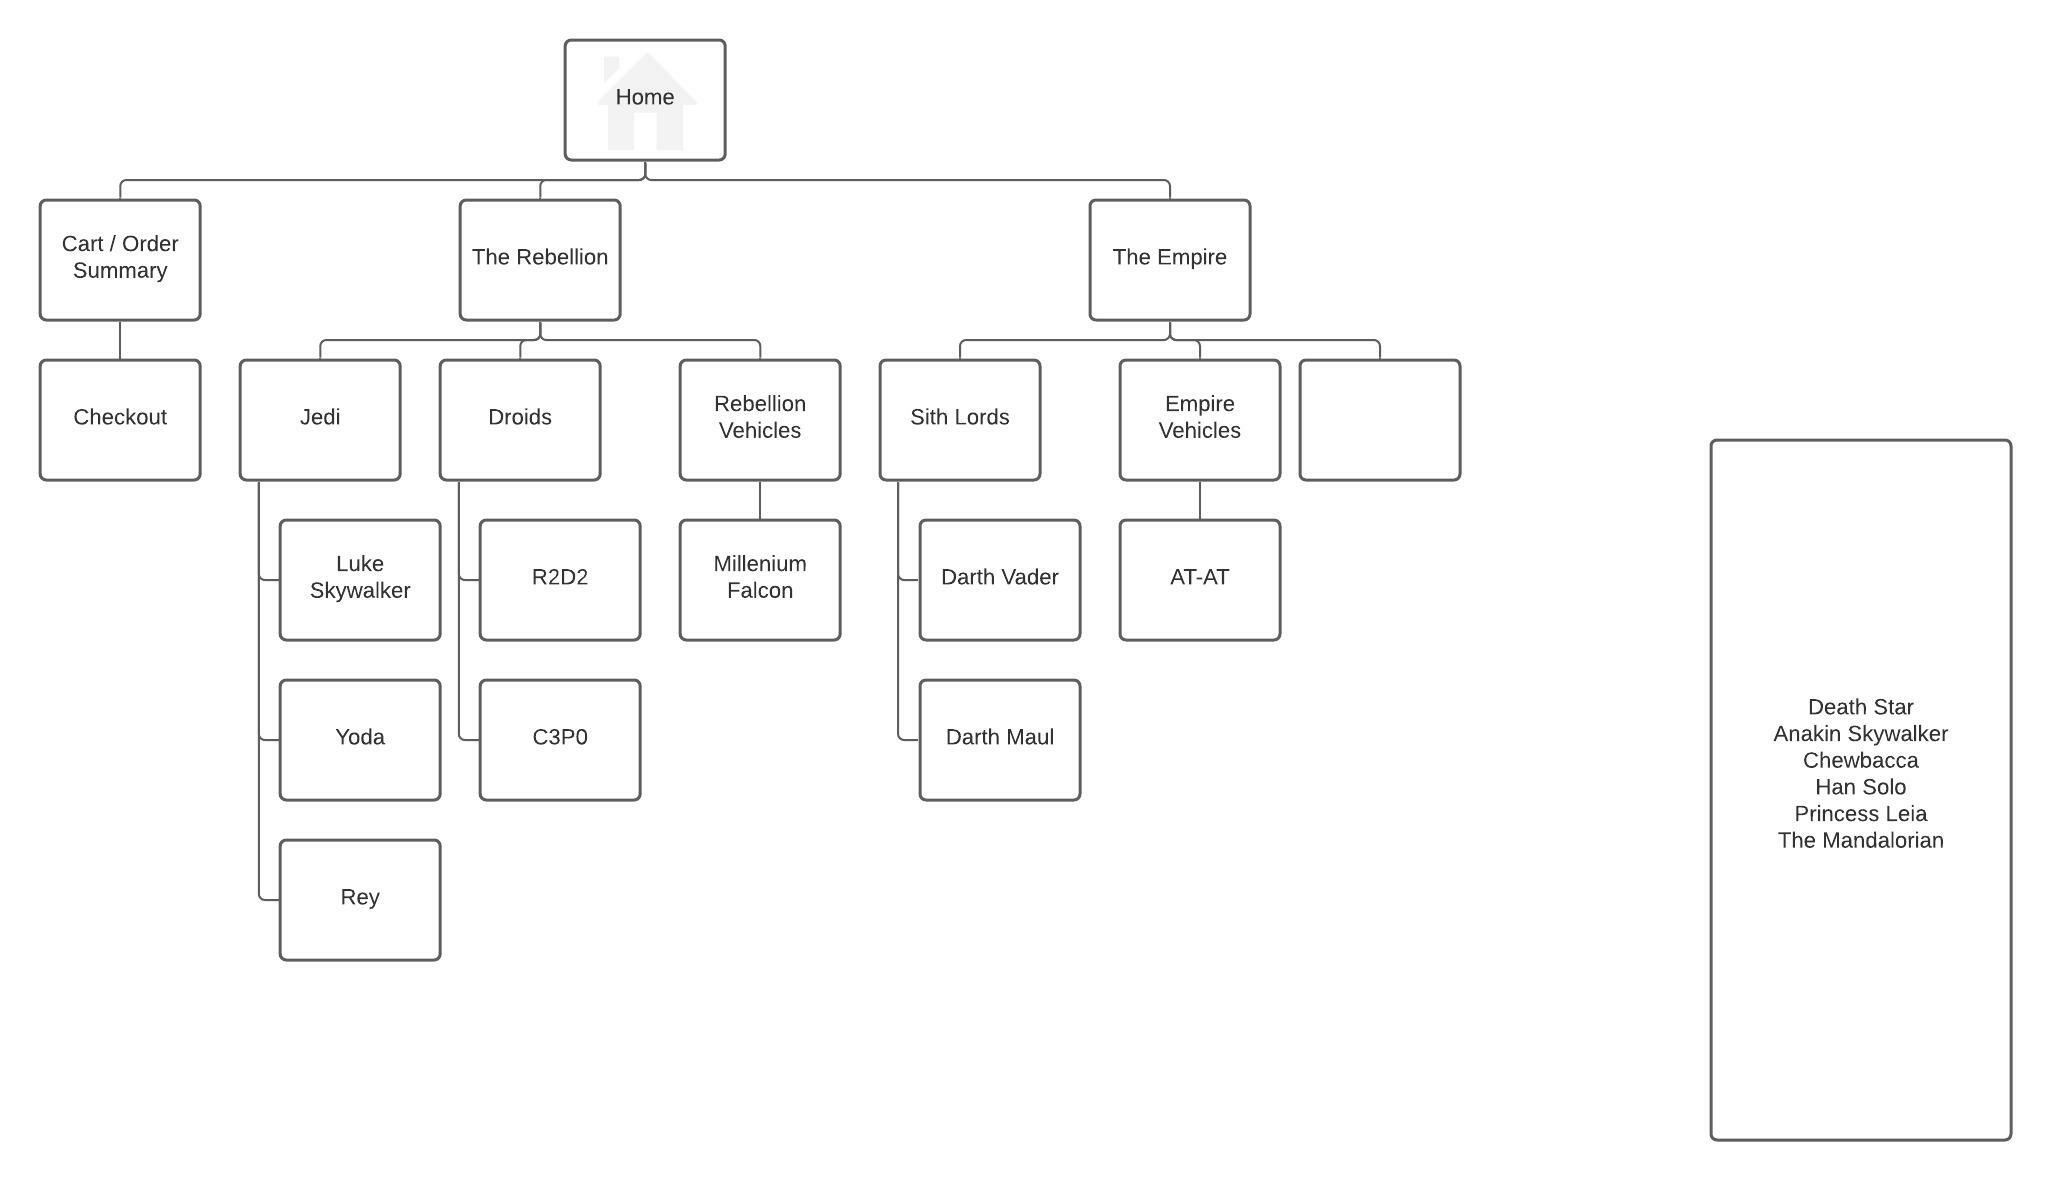 Home
Cart / Order
Summary
The Rebellion
The Empire
Checkout
Jedi
Droids
Rebellion
Vehicles
Sith Lords
Empire
Vehicles
Luke
Skywalker
R2D2
Millenium
Falcon
Darth Vader
AT-AT
Yoda
C3P0
Darth Maul
Rey
Death Star
Anakin Skywalker
Chewbacca
Han Solo
Princess Leia
The Mandalorian